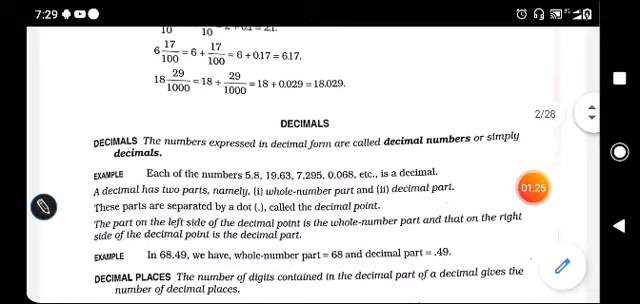 7:29
10 10
6 17/100 = 6 + 17/100 = 6 + 0.17 = 6.17.
18 29/1000 = 18 + 29/1000 = 18 + 0.029 = 18.029.
DECIMALS
2/28
DECIMALS The numbers expressed in decimal form are called decimal numbers or simply
decimals.
EXAMPLE Each of the numbers 5.8, 19.63, 7.295, 0.068, etc., is a decimal.
A decimal has two parts, namely, (i) whole-number part and (ii) decimal part.
01:25
These parts are separated by a dot (.), called the decimal point.
The part on the left side of the decimal point is the whole-number part and that on the right
side of the decimal point is the decimal part.
EXAMPLE In 68.49, we have, whole-number part = 68 and decimal part = .49.
DECIMAL PLACES The number of digits contained in the decimal part of a decimal gives the
number of decimal places.